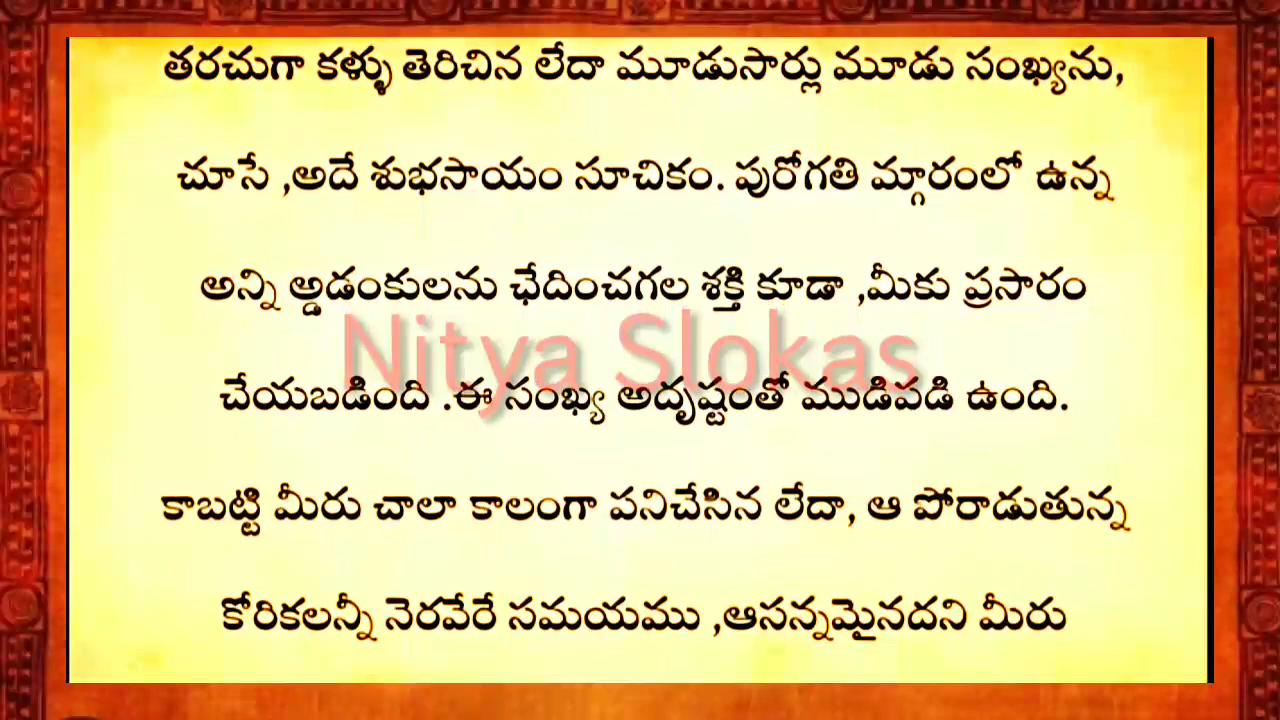 తరచుగా కళ్ళు తెరిచిన లేదా మూడుసార్లు మూడు సంఖ్యను,
చూసే ,అదే శుభసాయం సూచికం. పురోగతి మ్గారంలో ఉన్న
అన్ని అ్డడంకులను ఛేదించగల శక్తి కూడా ,మీకు ప్రసారం
Nitya Slokas
చేయబడింది .ఈ సంఖ్య అదృష్టంతో ముడిపడి ఉంది.
కాబట్టి మీరు చాలా కాలంగా పనిచేసిన లేదా, ఆ పోరాడుతున్న
కోరికలన్నీ నెరవేరే సమయము ,ఆసన్నమైనదని మీరు